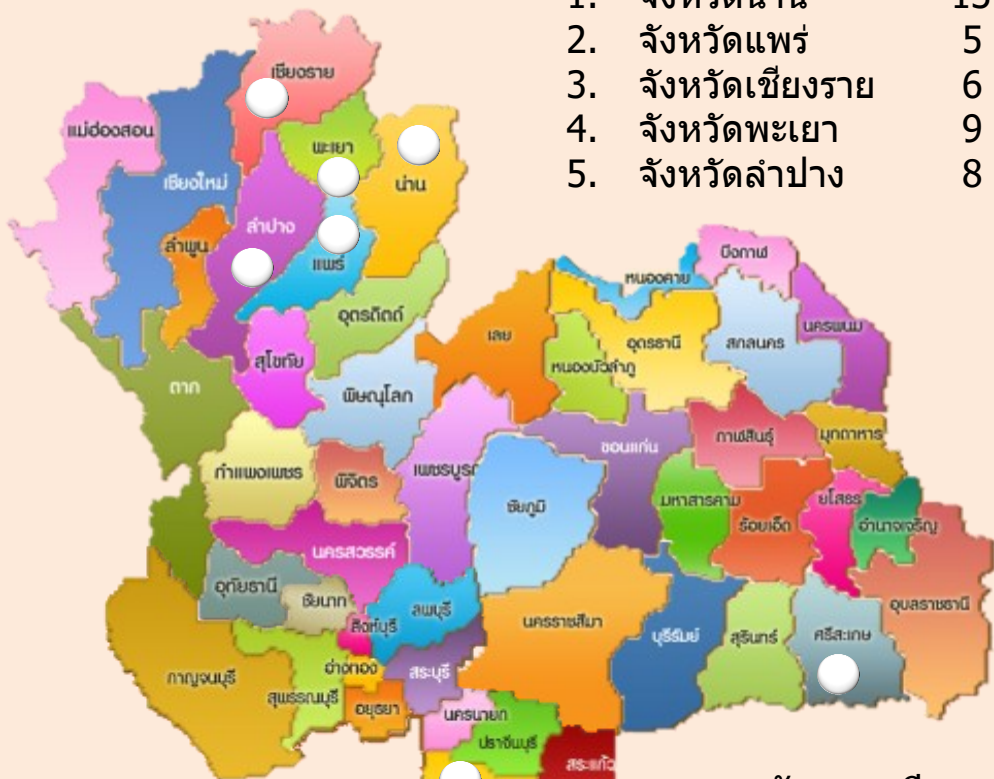 2. จังหวัดแพร่ 5
3. จังหวัดเชียงราย 6
4. จังหวัดพะเยา 9
5. จังหวัดลำปาง 8
เชียงราย
แม่ฮ่องสอน
พะเยา
เชียงใหม่
น่าน
ลำปาง
ลำพูน
แพร่
บึงกาฬ
หนองคาย
อุตรดิตถ์
นครพนม
เลย
อุดรธานี
สกลนคร
สุโขทัย
หนองบัวลำภู
ตาก
พิษณุโลก
กาฬสินธุ์
มุกดาหาร
ขอนแก่น
กำแพงเพชร
พิจิตร
เพชรบูรณ์
มหาสารคาม
ยโสธร
ชัยภูมิ
ร้อยเอ็ด
อำนาจเจริญ
นครสวรรค์
อุทัยธานี
ชัยนาท
ลพบุรี
อุบลราชธานี
สิงห์บุรี
นครราชสีมา
บุรีรัมย์
สุรินทร์
ศรีสะเกษ
อ่างทอง
สระบุรี
กาญจนบุรี
สุพรรณบุรี
อยุธยา
นครนายก
ปราจีนบุรี
สระแก้ว